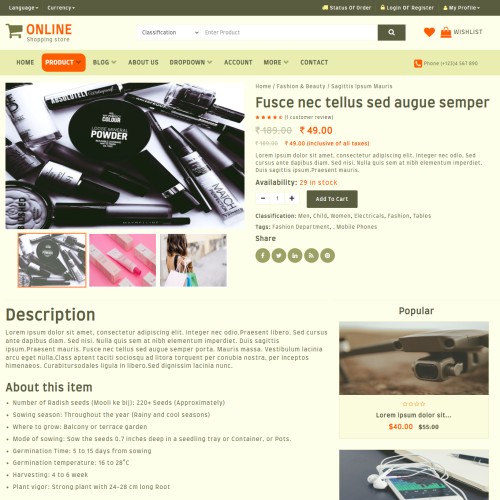 Language
Currency
Status Of Order
Login Or Register
My Profile
ONLINE
Shopping store
Classification
Enter Product
WISHLIST
HOME
PRODUCT
BLOG
ABOUT US
DROPDOWN
ACCOUNT
MORE
CONTACT
Home / Fashion & Beauty / Sagittis Ipsum Mauris
Fusce nec tellus sed augue semper
(1 customer review)
₹ 189.00 ₹ 49.00
₹ 189.00 ₹ 49.00 (Inclusive of all taxes)
Lorem ipsum dolor sit amet, consectetur adipiscing elit.Praesent libero. Sed cursus ante dapibus diam. Sed nisi. Nulla quis sem at nibh elementum imperdiet. Duis sagittis ipsum.Praesent mauris.
Availability: 29 in stock
- 1 +
Add To Cart
Classification: Men, Child, Women, Electricals, Fashion, Tables
Tags: Fashion Department, . Mobile Phones
Share
ABSOLUTELY
COLOUR
LOOSE MINERAL
POWDER
MATCH
Description
Lorem ipsum dolor sit amet, consectetur adipiscing elit.Praesent libero. Sed cursus
ante dapibus diam. Sed nisi. Nulla quis sem at nibh elementum imperdiet. Duis sagittis
ipsum.Praesent mauris. Fusce nec tellus sed augue semper porta. Mauris massa. Vestibulum lacinia
arcu eget nulla.Class aptent taciti sociosqu ad litora torquent per conubia nostra, per inceptos
himenaeos. Curabitursodales ligula in libero.Sed dignissim lacinia nunc.
About this item
Number of Radish seeds (Mooli ke bij): 220+ Seeds (Approximately)
Sowing season: Throughout the year (Rainy and cool seasons)
Where to grow: Balcony or terrace garden
Mode of sowing: Sow the seeds 0.7 inches deep in a seedling tray or Container, or Pots.
Germination Time: 5 to 15 days from sowing
Germination temperature: 16 to 28°C
Harvesting: 4 to 6 week
Plant vigor: Strong plant with 24-28 cm long Root
Popular
Lorem ipsum dolor sit...
$40.00 $55.00